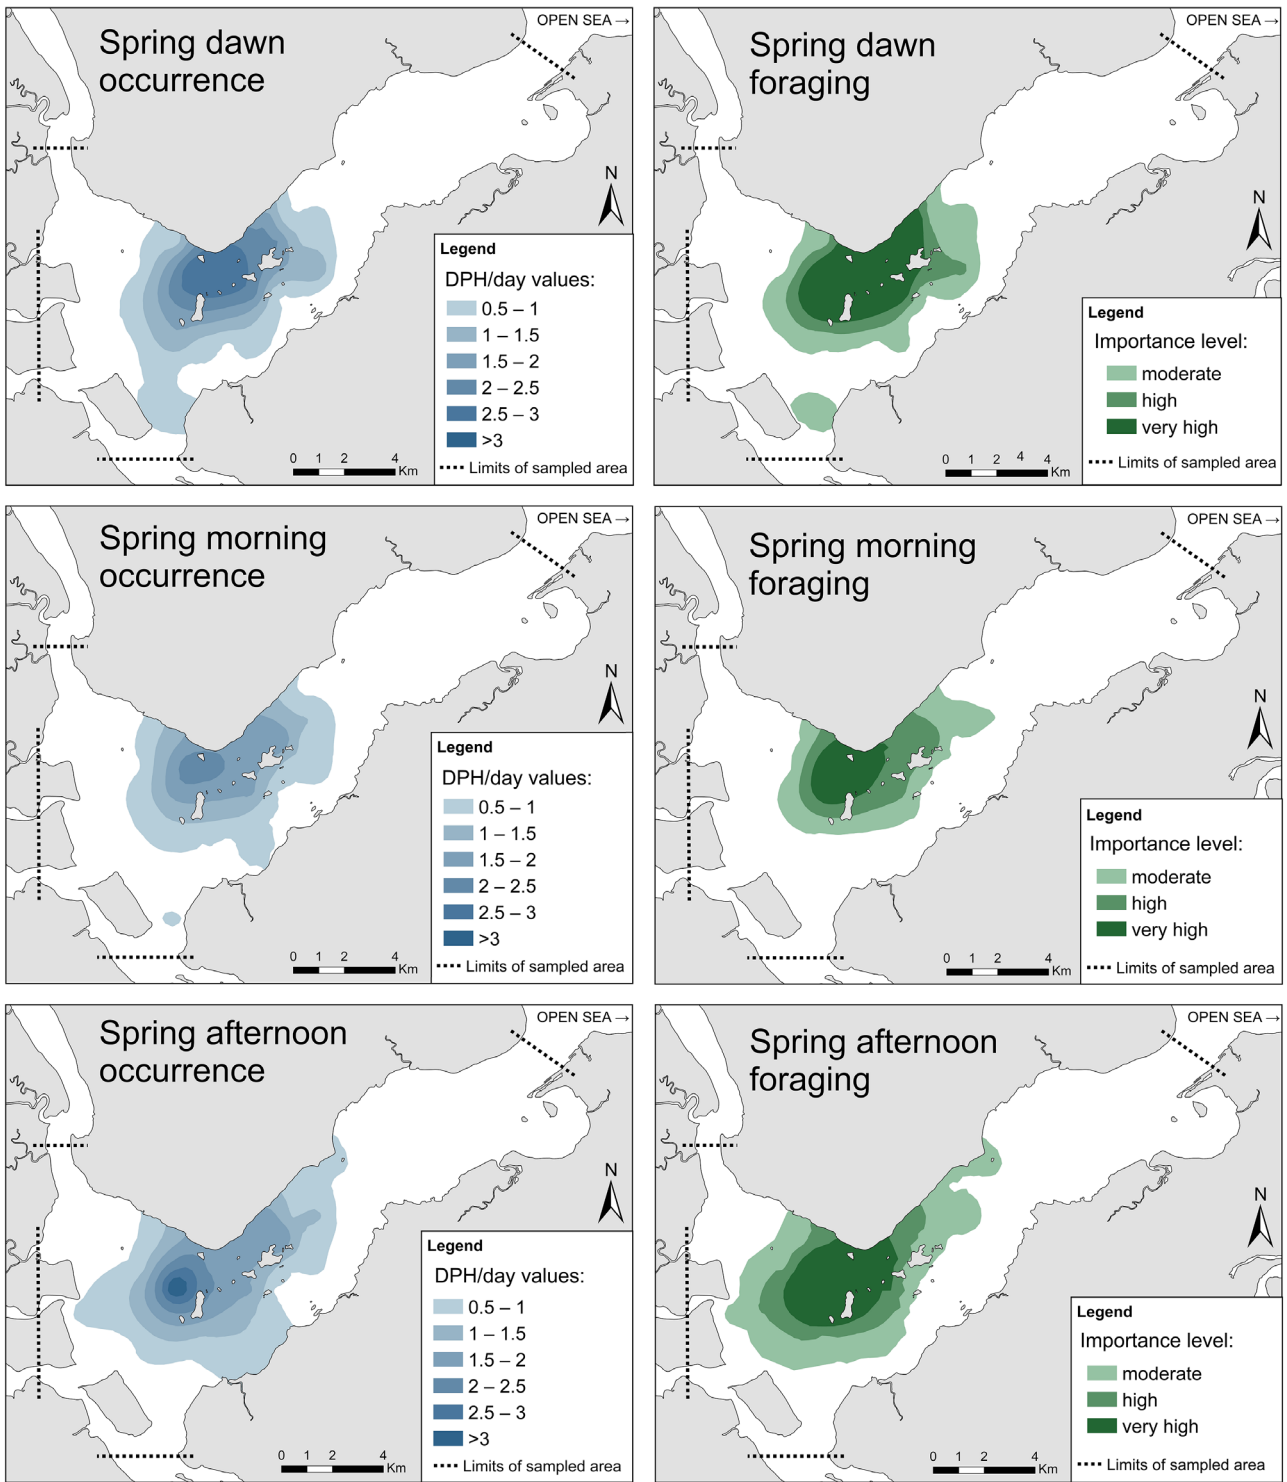 OPEN SEA →
Spring dawn
occurrence
N
Legend
DPH/day values:
0.5 – 1
1 – 1.5
1.5 – 2
2 – 2.5
2.5 – 3
>3
Limits of sampled area
0 1 2 4
Km
OPEN SEA →
Spring dawn
foraging
N
Legend
Importance level:
moderate
high
very high
Limits of sampled area
0 1 2 4 4
Km
OPEN SEA →
Spring morning
occurrence
N
Legend
DPH/day values:
0.5 – 1
1 – 1.5
1.5 – 2
2 – 2.5
2.5 – 3
>3
Limits of sampled area
0 1 2 4
Km
OPEN SEA →
Spring morning
foraging
N
Legend
Importance level:
moderate
high
very high
Limits of sampled area
0 1 2 4
Km
OPEN SEA →
Spring afternoon
occurrence
N
Legend
DPH/day values:
0.5 – 1
1 – 1.5
1.5 – 2
2 – 2.5
2.5 – 3
>3
Limits of sampled area
0 1 2 4
Km
OPEN SEA →
Spring afternoon
foraging
N
Legend
Importance level:
moderate
high
very high
Limits of sampled area
0 1 2 4
Km